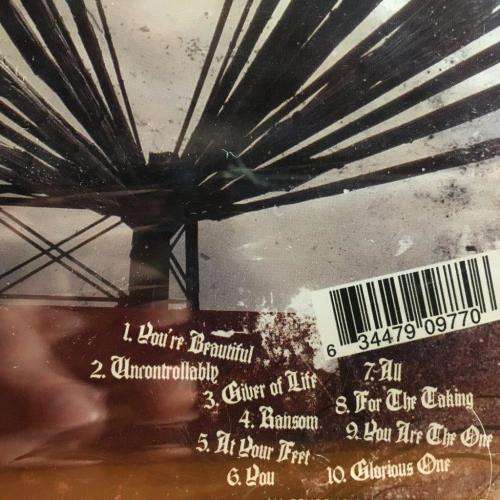 1. You're Beautiful
2. Uncontrollably
3. Giver of Life
4. Ransom
5. At Your Feet
6. You
7. All
8. For The Taking
9. You Are The One
10. Glorious One
6 34479 09770